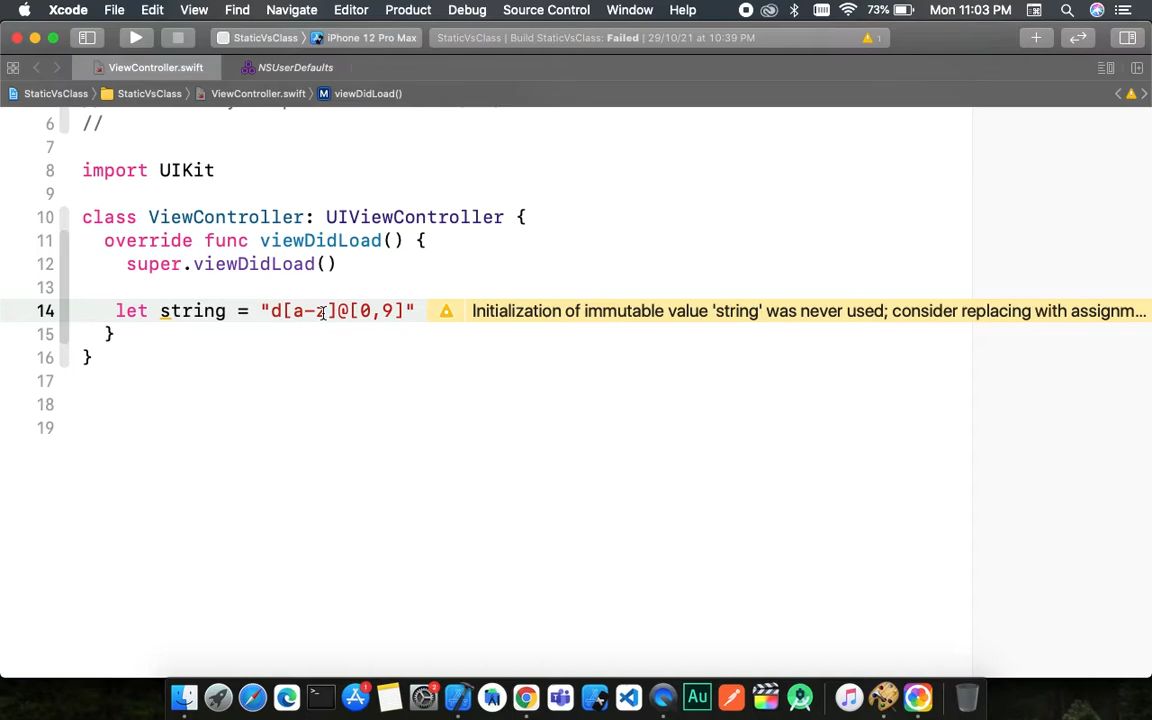 Xcode File Edit View Find Navigate Editor Product Debug Source Control Window Help 73% Mon 11:03 PM
StaticVsClass iPhone 12 Pro Max StaticVsClass | Build StaticVsClass: Failed | 29/10/21 at 10:39 PM 1
ViewController.swift NSUserDefaults
StaticVsClass StaticVsClass ViewController.swift M viewDidLoad()
6 //
7
8 import UIKit
9
10 class ViewController: UIViewController {
11 override func viewDidLoad() {
12 super.viewDidLoad()
13
14 let string = "d[a-z]@[0,9]" Initialization of immutable value 'string' was never used; consider replacing with assignm...
15 }
16 }
17
18
19
Au